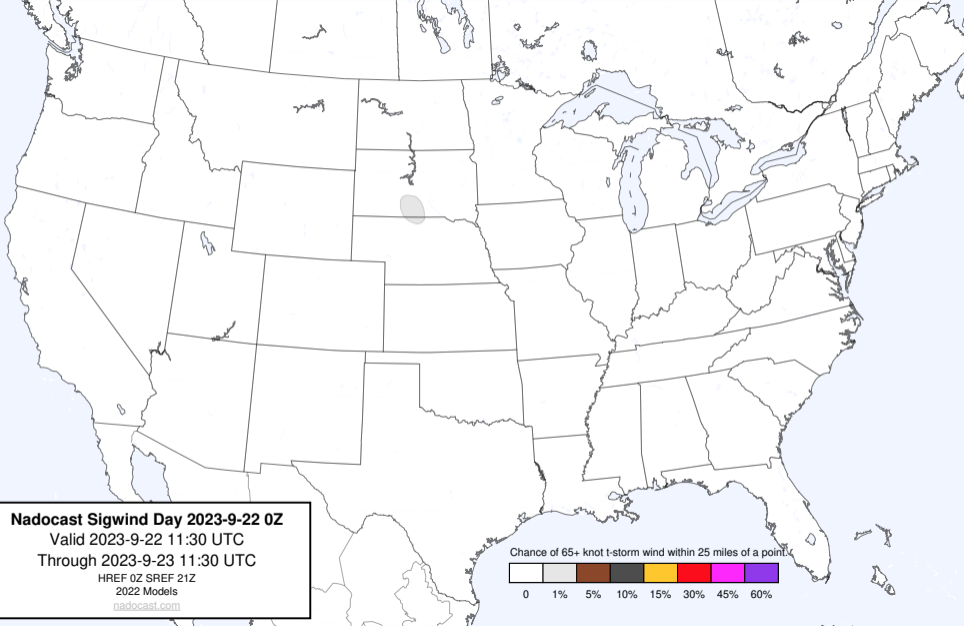 Nadocast Sigwind Day 2023-9-22 0Z
Valid 2023-9-22 11:30 UTC
Through 2023-9-23 11:30 UTC
HREF 0Z SREF 21Z
2022 Models
nadocast.com
Chance of 65+ knot t-storm wind within 25 miles of a point.
0 1% 5% 10% 15% 30% 45% 60%